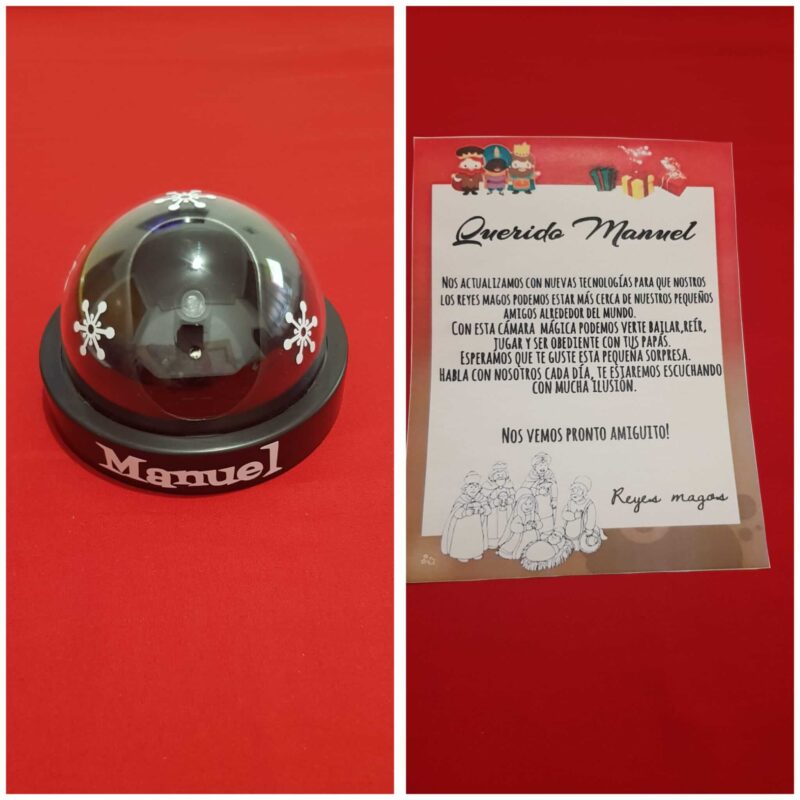 Manuel
Querido Manuel
NOS ACTUALIZAMOS CON NUEVAS TECNOLOGÍAS PARA QUE NOSTROS
LOS REYES MAGOS PODEMOS ESTAR MÁS CERCA DE NUESTROS PEQUEÑOS
AMIGOS ALREDEDOR DEL MUNDO.
CON ESTA CÁMARA MÁGICA PODEMOS VERTE BAILAR,REÍR,
JUGAR Y SER OBEDIENTE CON TUS PAPÁS.
ESPERAMOS QUE TE GUSTE ESTA PEQUEÑA SORPRESA.
HABLA CON NOSOTROS CADA DÍA, TE ESTAREMOS ESCUCHANDO
CON MUCHA ILUSIÓN.
NOS VEMOS PRONTO AMIGUITO!
Reyes magos